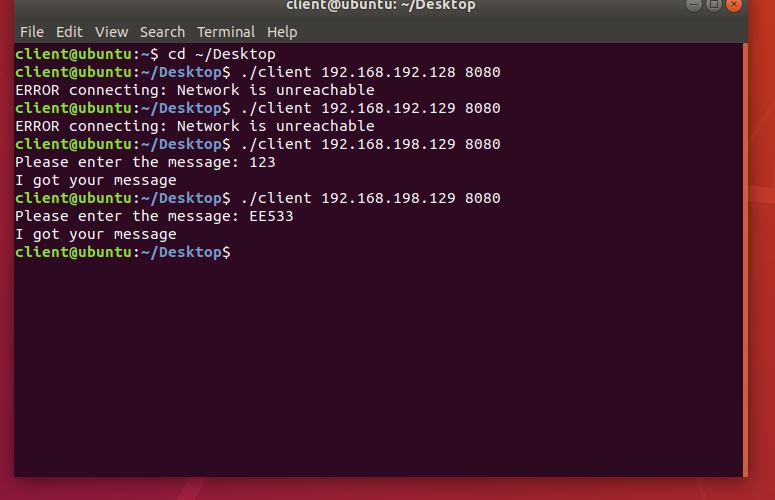 client@ubuntu: ~/Desktop
File Edit View Search Terminal Help
client@ubuntu:~$ cd ~/Desktop
client@ubuntu:~/Desktop$ ./client 192.168.192.128 8080
ERROR connecting: Network is unreachable
client@ubuntu:~/Desktop$ ./client 192.168.192.129 8080
ERROR connecting: Network is unreachable
client@ubuntu:~/Desktop$ ./client 192.168.198.129 8080
Please enter the message: 123
I got your message
client@ubuntu:~/Desktop$ ./client 192.168.198.129 8080
Please enter the message: EE533
I got your message
client@ubuntu:~/Desktop$